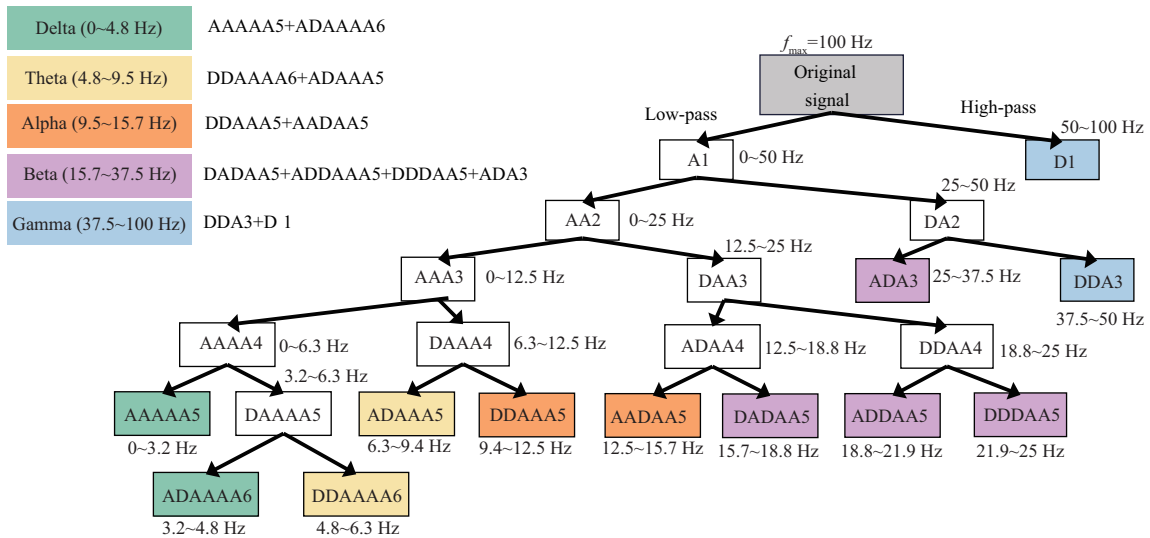 Delta (0~4.8 Hz) AAAAA5+ADAAAA6
Theta (4.8~9.5 Hz) DDAAAA6+ADAAA5
Alpha (9.5~15.7 Hz) DDAAA5+AADAA5
Beta (15.7~37.5 Hz) DADAA5+ADDAAA5+DDDAA5+ADA3
Gamma (37.5~100 Hz) DDA3+D 1
fmax=100 Hz
Original
signal
Low-pass
High-pass
A1
0~50 Hz
50~100 Hz
D1
AA2
0~25 Hz
25~50 Hz
DA2
AAA3
0~12.5 Hz
12.5~25 Hz
DAA3
ADA3
25~37.5 Hz
DDA3
37.5~50 Hz
AAAA4
0~6.3 Hz
DAAA4
6.3~12.5 Hz
ADAA4
12.5~18.8 Hz
DDAA4
18.8~25 Hz
AAAAA5
0~3.2 Hz
3.2~6.3 Hz
DAAAA5
ADAAA5
6.3~9.4 Hz
DDAAA5
9.4~12.5 Hz
AADAA5
12.5~15.7 Hz
DADAA5
15.7~18.8 Hz
ADDAA5
18.8~21.9 Hz
DDDAA5
21.9~25 Hz
ADAAAA6
3.2~4.8 Hz
DDAAAA6
4.8~6.3 Hz